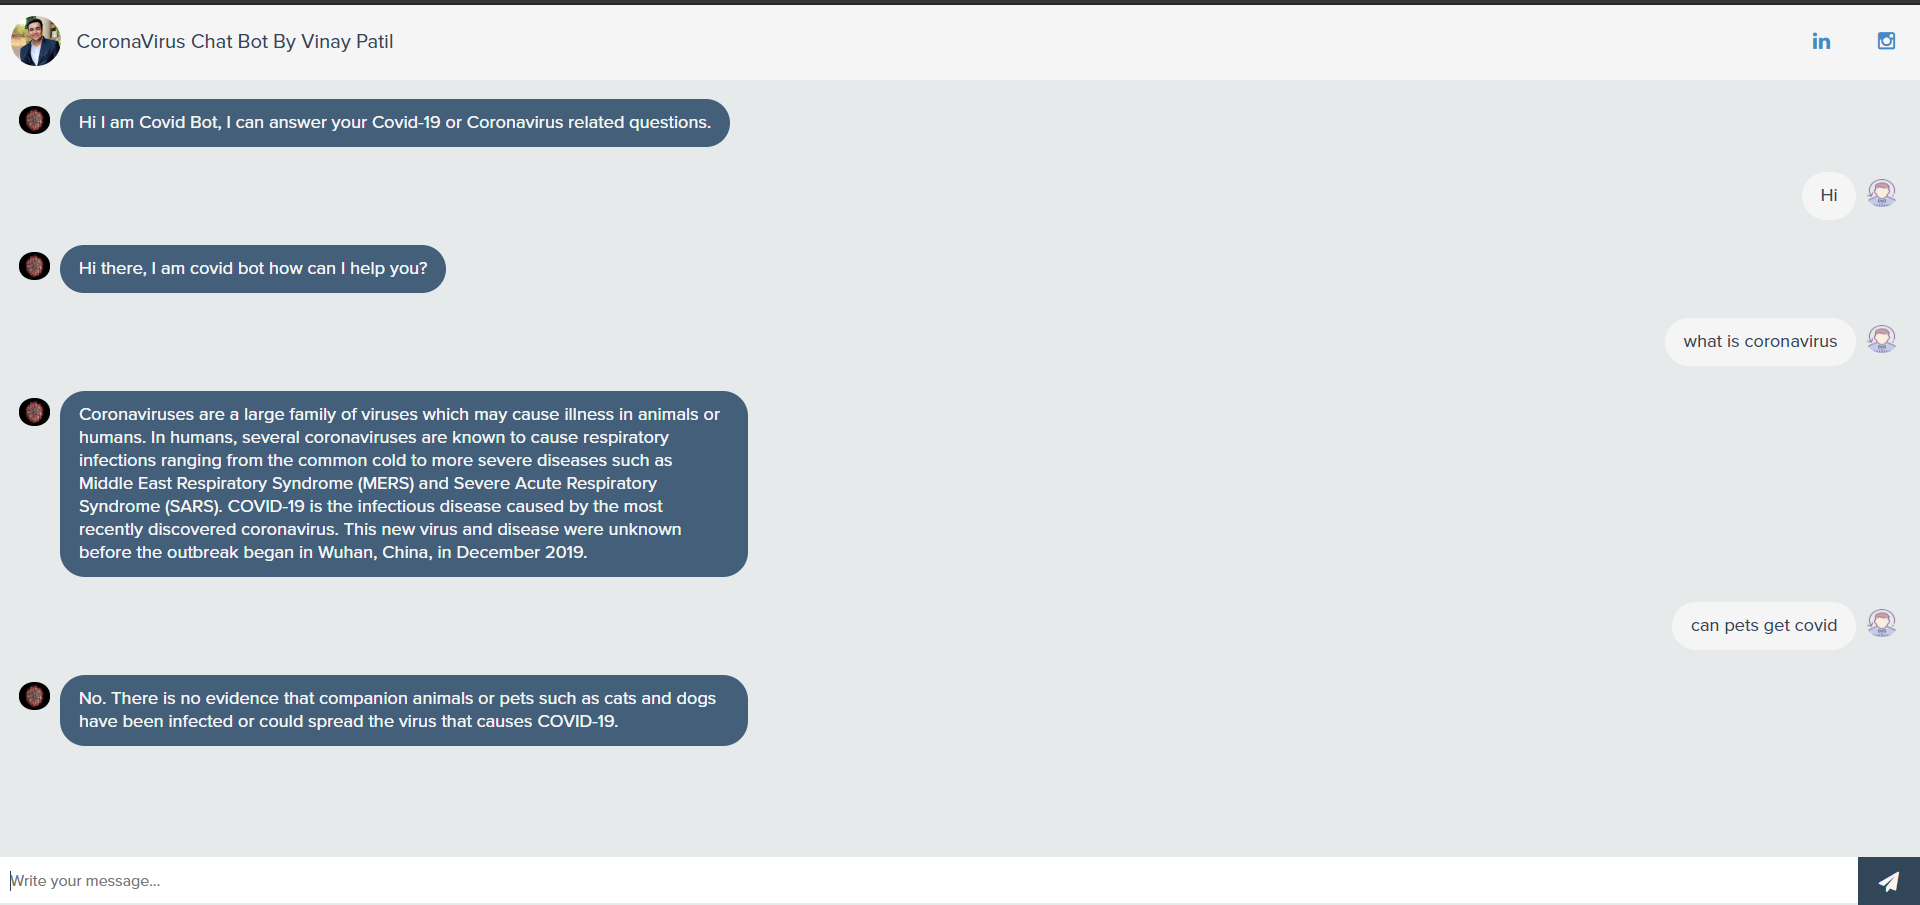 CoronaVirus Chat Bot By Vinay Patil
in
Hi I am Covid Bot, I can answer your Covid-19 or Coronavirus related questions.
Hi
Hi there, I am covid bot how can I help you?
what is coronavirus
Coronaviruses are a large family of viruses which may cause illness in animals or
humans. In humans, several coronaviruses are known to cause respiratory
infections ranging from the common cold to more severe diseases such as
Middle East Respiratory Syndrome (MERS) and Severe Acute Respiratory
Syndrome (SARS). COVID-19 is the infectious disease caused by the most
recently discovered coronavirus. This new virus and disease were unknown
before the outbreak began in Wuhan, China, in December 2019.
can pets get covid
No. There is no evidence that companion animals or pets such as cats and dogs
have been infected or could spread the virus that causes COVID-19.
Write your message...